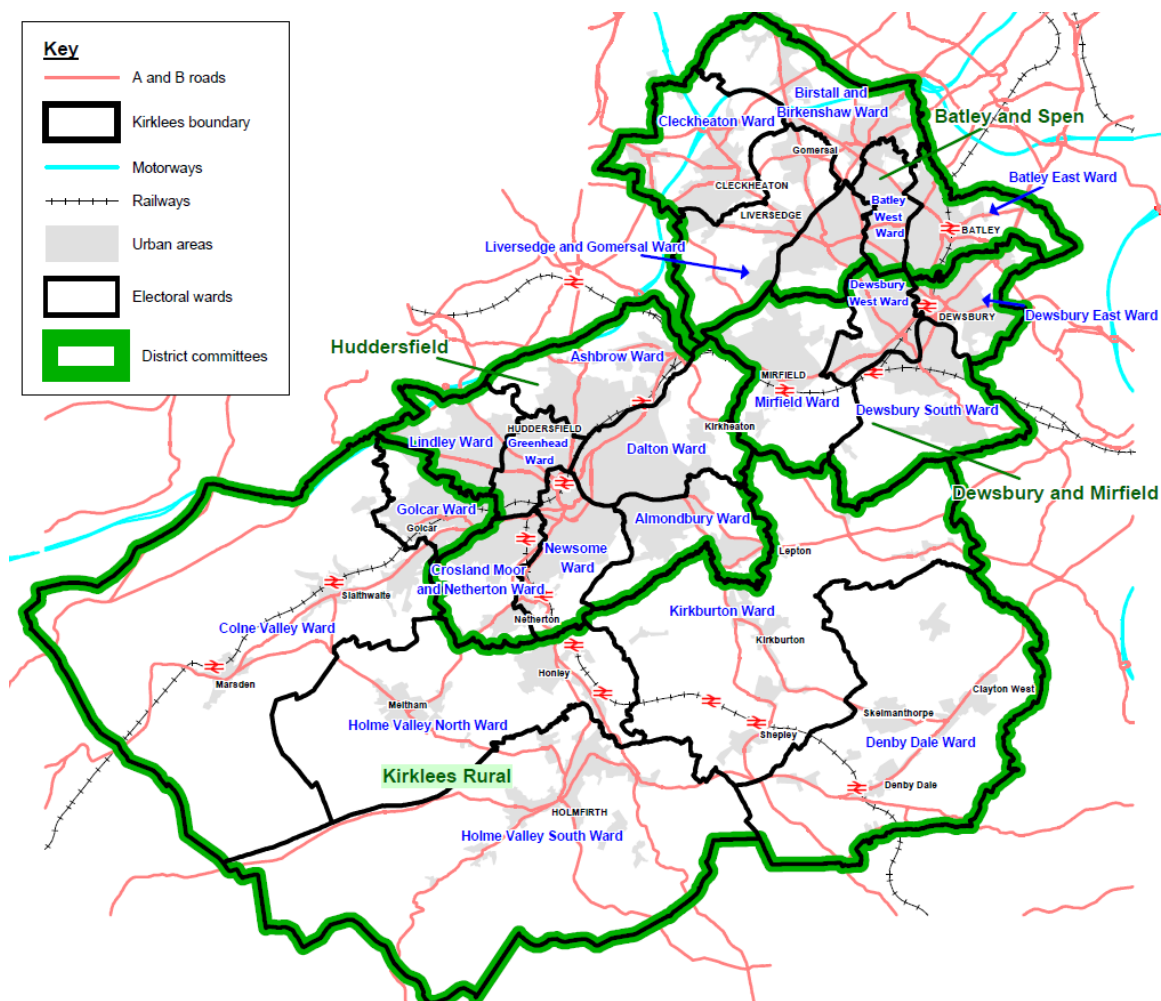 Key
A and B roads
Kirklees boundary
Motorways
Railways
Urban areas
Electoral wards
District committees
Birstall and
Birkenshaw Ward
Cleckheaton Ward
Batley and Spen
Gomersal
Batley East Ward
CLECKHEATON
Batley
West
Ward
LIVERSEDGE
BATLEY
Liversedge and Gomersal Ward
Dewsbury
West Ward
DEWSBURY
Dewsbury East Ward
Huddersfield
Ashbrow Ward
MIRFIELD
Mirfield Ward
Dewsbury South Ward
Kirkheaton
HUDDERSFIELD
Lindley Ward
Greenhead
Ward
Dalton Ward
Dewsbury and Mirfield
Golcar Ward
Almondbury Ward
Golcar
Newsome
Ward
Lepton
Crosland Moor
and Netherton Ward
Slaithwaite
Kirkburton Ward
Netherton
Colne Valley Ward
Kirkburton
Honley
Marsden
Clayton West
Meltham
Skelmanthorpe
Holme Valley North Ward
Shepley
Denby Dale Ward
Kirklees Rural
Denby Dale
HOLMFIRTH
Holme Valley South Ward